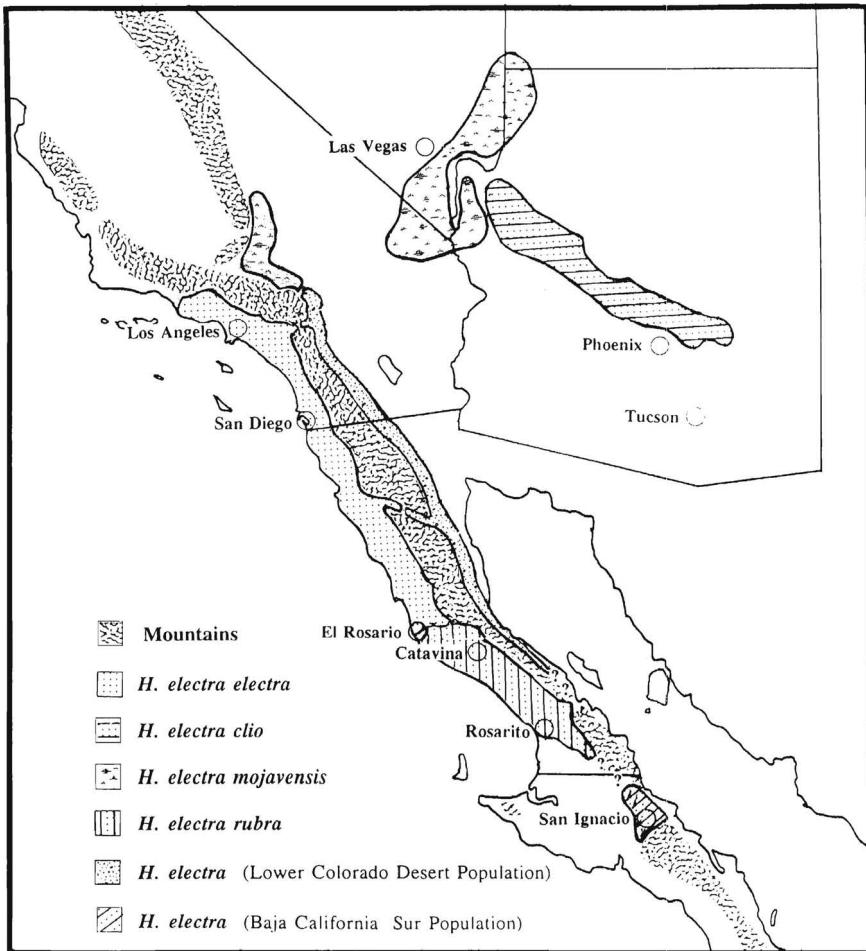 Las Vegas
Los Angeles
Phoenix
San Diego
Tucson
El Rosario
Mountains
Catavina
H. electra electra
H. electra clio
Rosarito
H. electra mojavensis
?
?
?
H. electra rubra
San Ignacio
H. electra (Lower Colorado Desert Population)
H. electra (Baja California Sur Population)